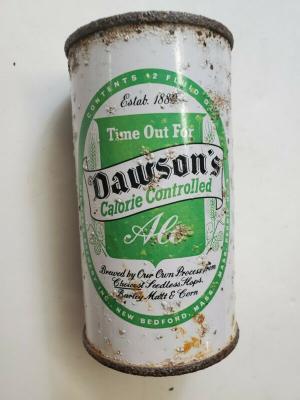 CONTENTS 12 FLUID
Estab. 188
Time Out For
Dawson's
Calorie Controlled
Ale
Brewed by Our Own Process from
Choicest Seedless Hops,
Barley Malt & Corn
INC. NEW BEDFORD, MASS.